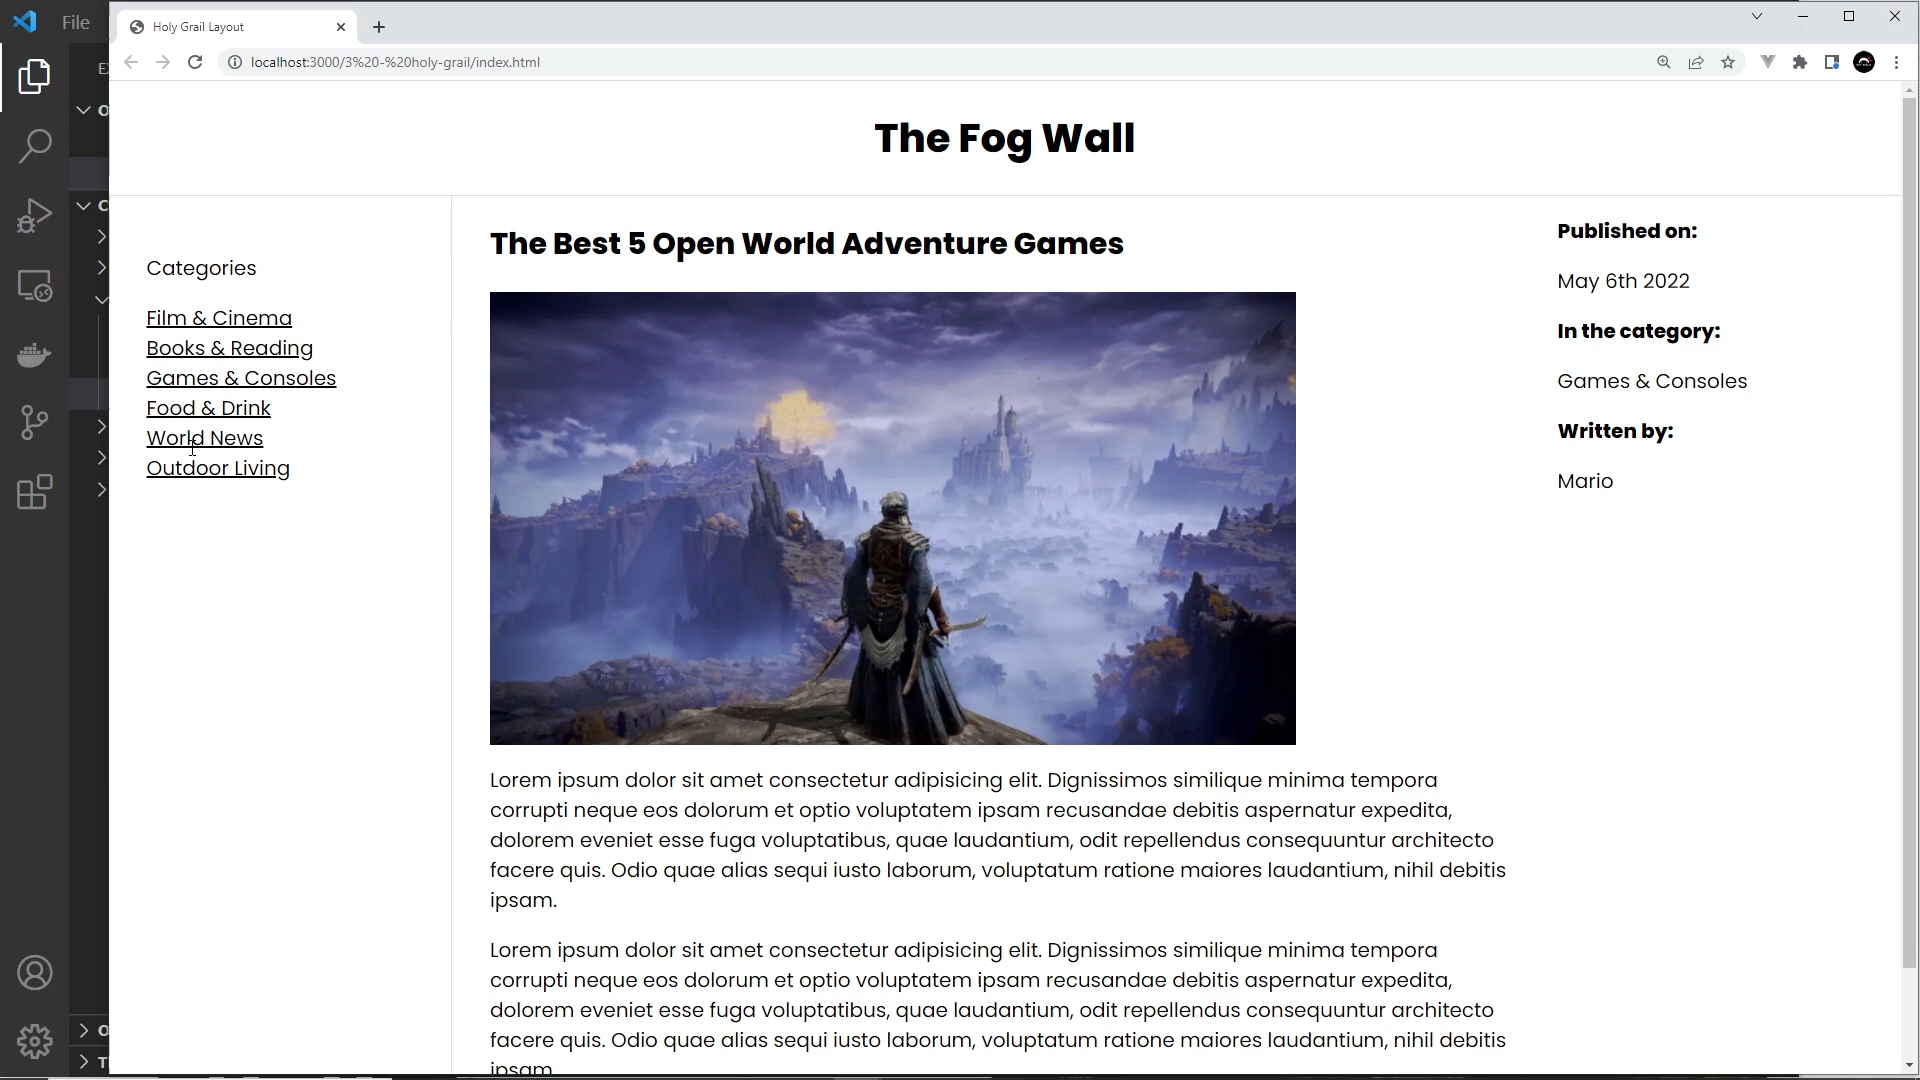 File
Holy Grail Layout
localhost:3000/3%20-%20holy-grail/index.html
The Fog Wall
Categories
Film & Cinema
Books & Reading
Games & Consoles
Food & Drink
World News
Outdoor Living
The Best 5 Open World Adventure Games
Lorem ipsum dolor sit amet consectetur adipisicing elit. Dignissimos similique minima tempora
corrupti neque eos dolorum et optio voluptatem ipsam recusandae debitis aspernatur expedita,
dolorem eveniet esse fuga voluptatibus, quae laudantium, odit repellendus consequuntur architecto
facere quis. Odio quae alias sequi iusto laborum, voluptatum ratione maiores laudantium, nihil debitis
ipsam.
Lorem ipsum dolor sit amet consectetur adipisicing elit. Dignissimos similique minima tempora
corrupti neque eos dolorum et optio voluptatem ipsam recusandae debitis aspernatur expedita,
dolorem eveniet esse fuga voluptatibus, quae laudantium, odit repellendus consequuntur architecto
facere quis. Odio quae alias sequi iusto laborum, voluptatum ratione maiores laudantium, nihil debitis
ipsam.
Published on:
May 6th 2022
In the category:
Games & Consoles
Written by:
Mario